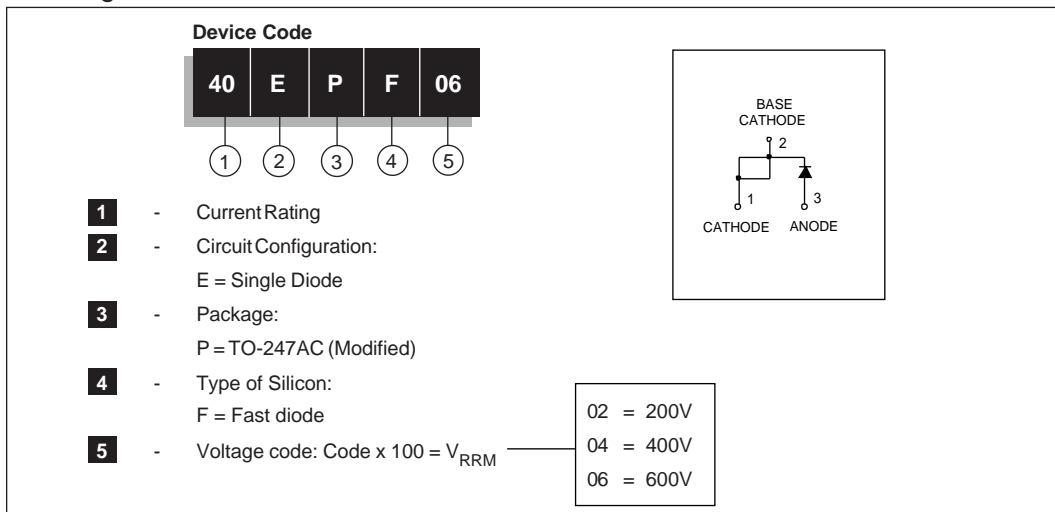 Device Code
40 E P F 06
1 2 3 4 5
1 - Current Rating
2 - Circuit Configuration:
E = Single Diode
3 - Package:
P = TO-247AC (Modified)
4 - Type of Silicon:
F = Fast diode
5 - Voltage code: Code x 100 = VRRM
02 = 200V
04 = 400V
06 = 600V
BASE
CATHODE
2
1 3
CATHODE ANODE